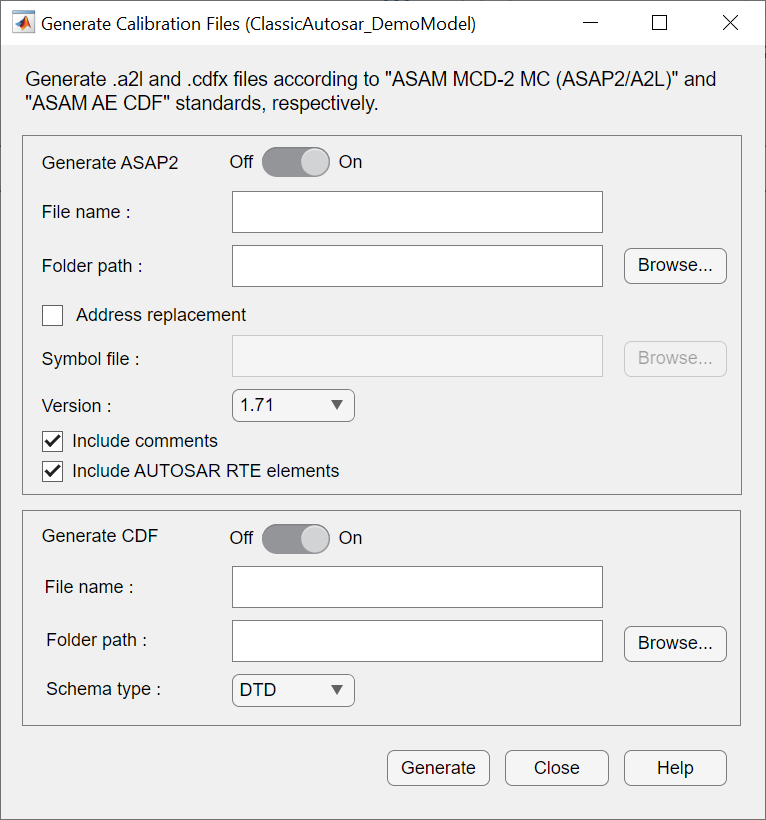 Generate Calibration Files (ClassicAutosar_DemoModel)
Generate .a2l and .cdfx files according to "ASAM MCD-2 MC (ASAP2/A2L)" and
"ASAM AE CDF" standards, respectively.
Generate ASAP2 Off On
File name :
Folder path : Browse...
Address replacement
Symbol file : Browse...
Version : 1.71
Include comments
Include AUTOSAR RTE elements
Generate CDF Off On
File name :
Folder path : Browse...
Schema type : DTD
Generate Close Help